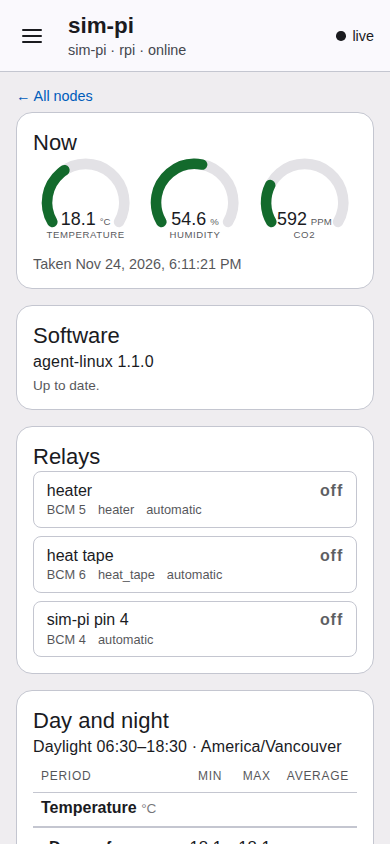 sim-pi
sim-pi · rpi · online
live
← All nodes
Now
18.1 °C
TEMPERATURE
54.6 %
HUMIDITY
592 PPM
CO2
Taken Nov 24, 2026, 6:11:21 PM
Software
agent-linux 1.1.0
Up to date.
Relays
heater off
BCM 5 heater automatic
heat tape off
BCM 6 heat_tape automatic
sim-pi pin 4 off
BCM 4 automatic
Day and night
Daylight 06:30–18:30 · America/Vancouver
PERIOD MIN MAX AVERAGE
Temperature °C